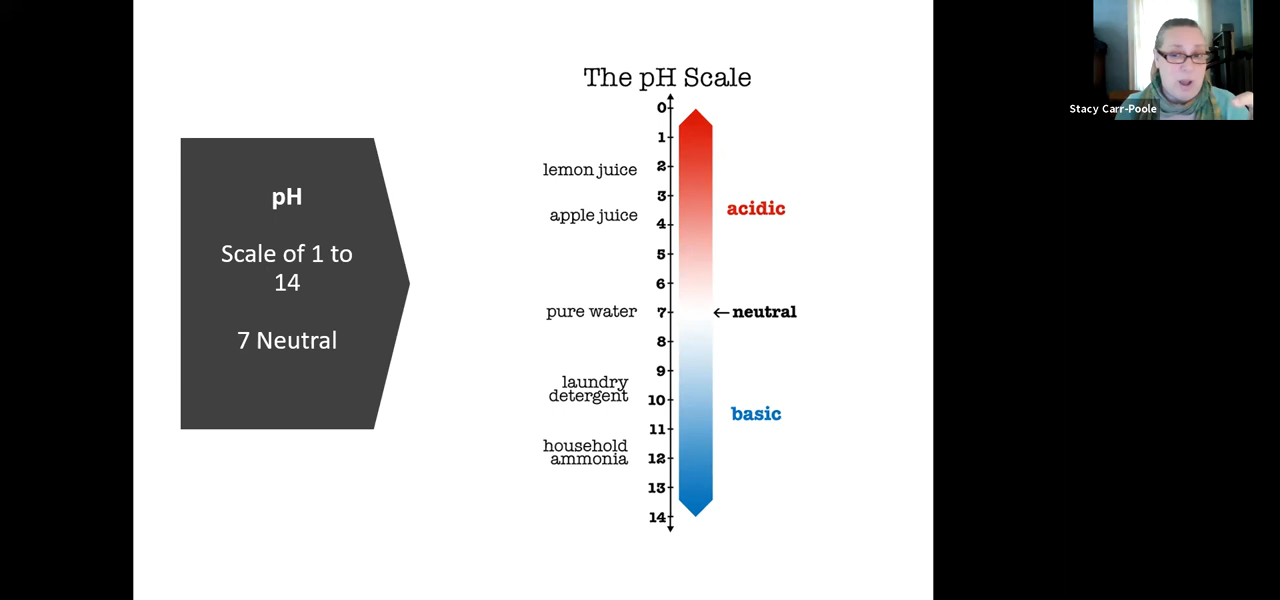 The pH Scale
pH
Scale of 1 to
14
7 Neutral
lemon juice
apple juice
pure water
laundry
detergent
household
ammonia
0
1
2
3
4
5
6
7
8
9
10
11
12
13
14
acidic
←neutral
basic
Stacy Carr-Poole